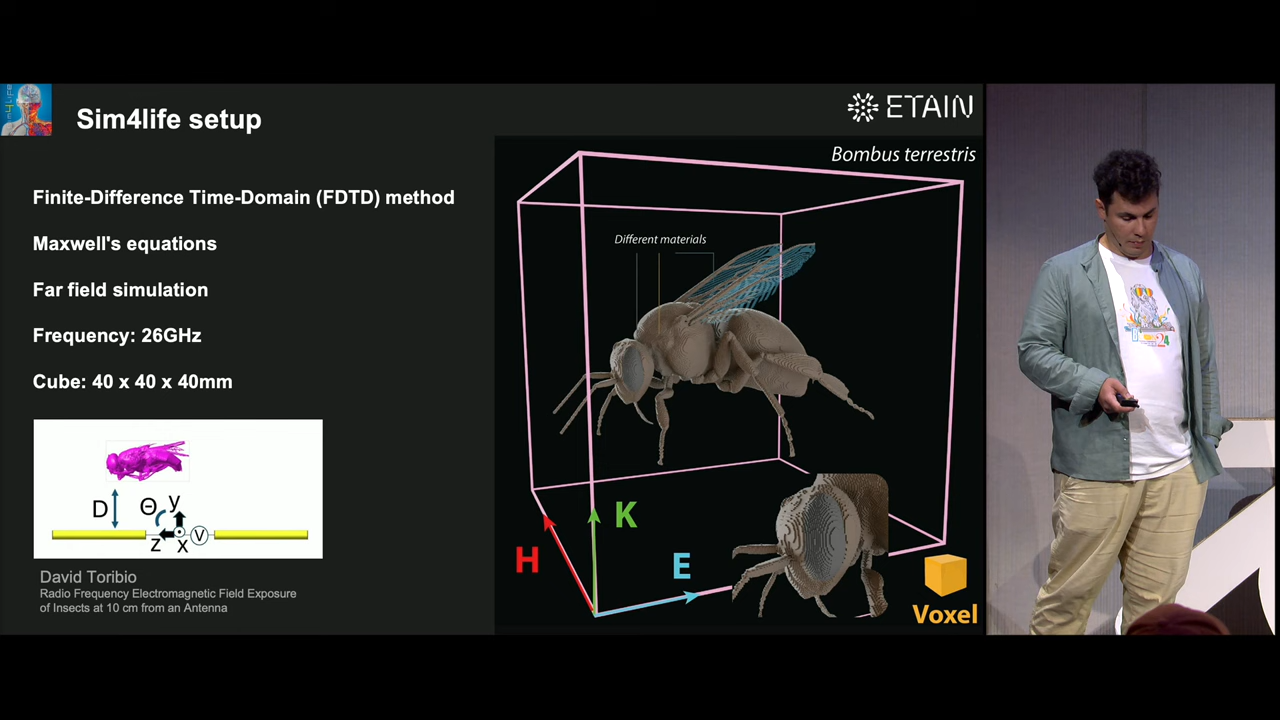 Sim4life setup
ETAIN
Bombus terrestris
Finite-Difference Time-Domain (FDTD) method
Maxwell's equations
Far field simulation
Frequency: 26GHz
Cube: 40 x 40 x 40mm
Different materials
D
Θ
y
z
x
V
David Toribio
Radio Frequency Electromagnetic Field Exposure
of Insects at 10 cm from an Antenna
H
K
E
Voxel